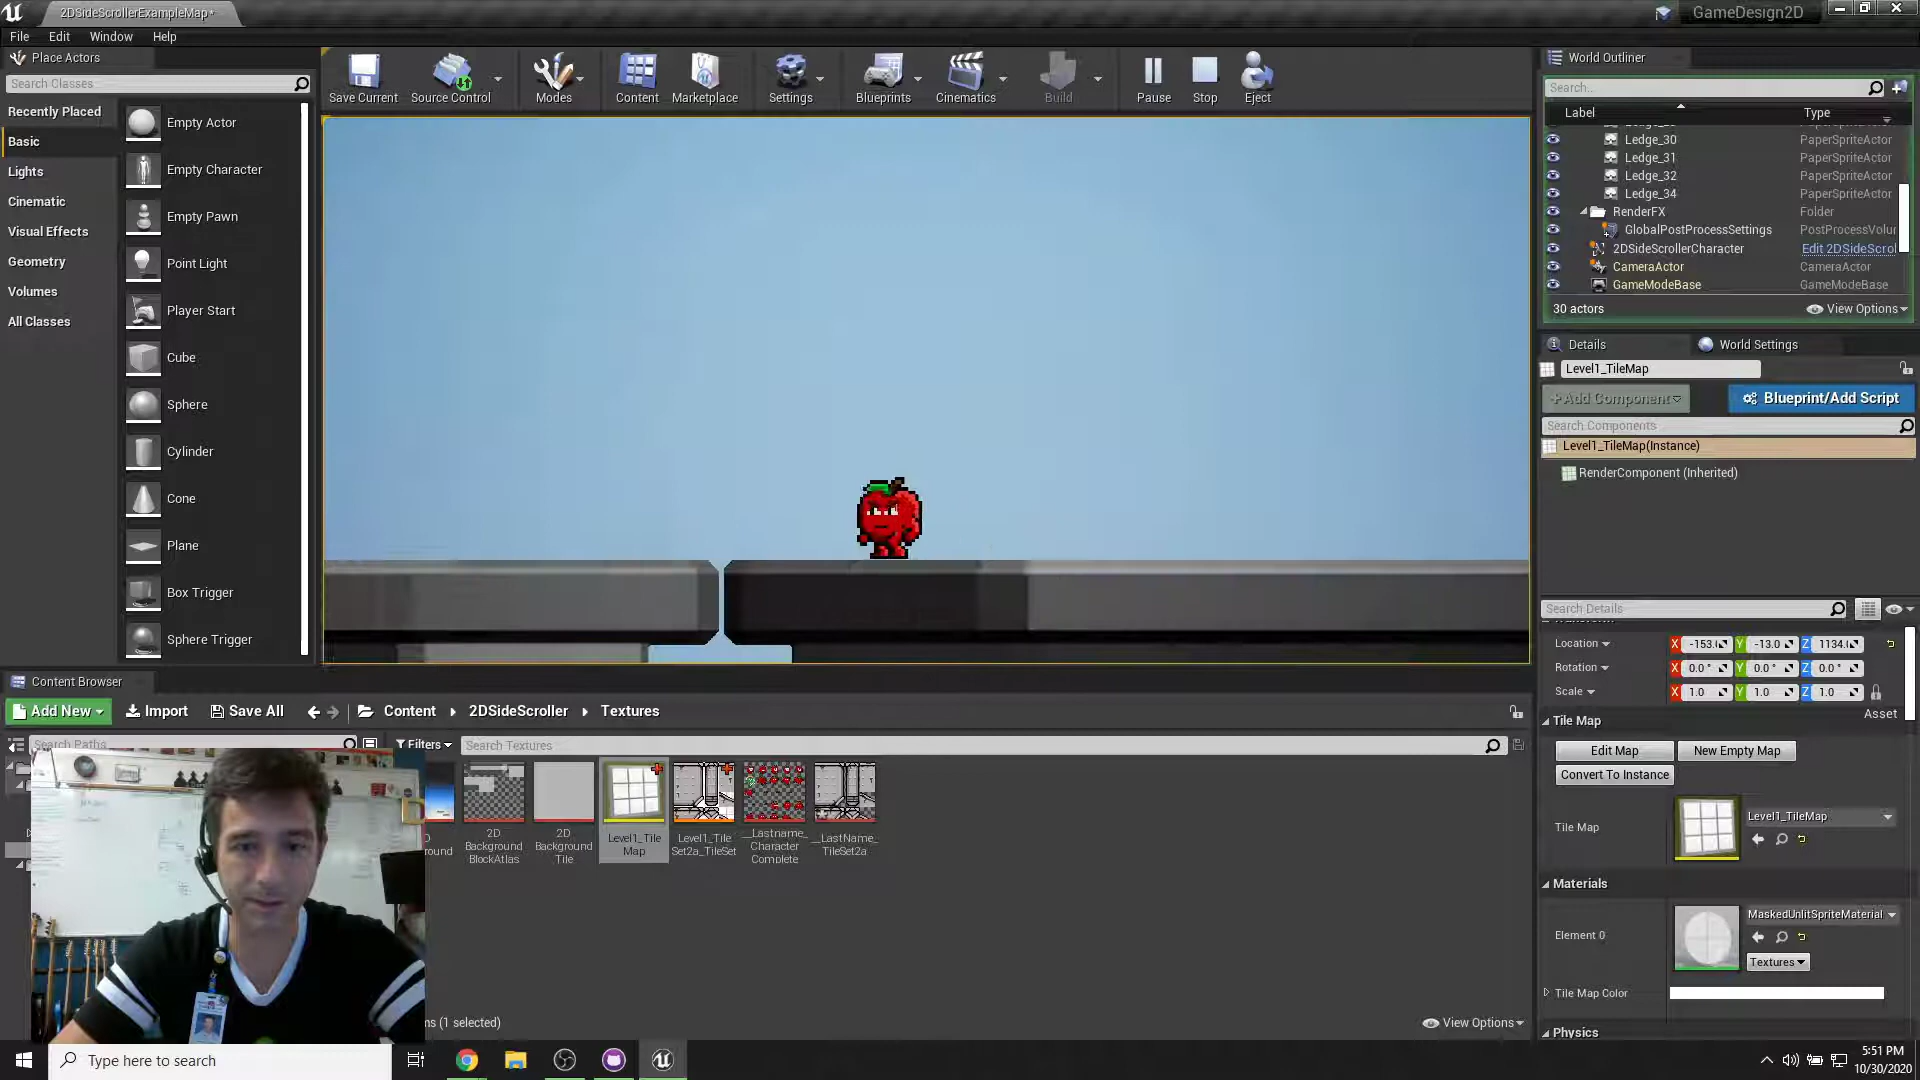 2DSideScrollerExampleMap*
GameDesign2D
File Edit Window Help
Place Actors
Search Classes
Recently Placed
Basic
Lights
Cinematic
Visual Effects
Geometry
Volumes
All Classes
Empty Actor
Empty Character
Empty Pawn
Point Light
Player Start
Cube
Sphere
Cylinder
Cone
Plane
Box Trigger
Sphere Trigger
Save Current
Source Control
Modes
Content
Marketplace
Settings
Blueprints
Cinematics
Build
Pause
Stop
Eject
World Outliner
Search...
Label Type
Ledge_30 PaperSpriteActor
Ledge_31 PaperSpriteActor
Ledge_32 PaperSpriteActor
Ledge_34 PaperSpriteActor
RenderFX Folder
GlobalPostProcessSettings PostProcessVolur
2DSideScrollerCharacter Edit 2DSideScrol
CameraActor CameraActor
GameModeBase GameModeBase
30 actors View Options
Details World Settings
Level1_TileMap
+Add Component Blueprint/Add Script
Search Components
Level1_TileMap(Instance)
RenderComponent (Inherited)
Search Details
Location X -153.( Y -13.0 Z 1134.(
Rotation X 0.0 ° Y 0.0 ° Z 0.0 °
Scale X 1.0 Y 1.0 Z 1.0
Asset
Tile Map
Edit Map New Empty Map
Convert To Instance
Tile Map Level1_TileMap
Materials
Element 0 MaskedUnlitSpriteMaterial
Textures
Tile Map Color
Physics
Content Browser
Add New Import Save All Content 2DSideScroller Textures
Search Paths Filters Search Textures
2D
Background
BlockAtlas
2D
Background
Tile
Level1_Tile
Map
Level1_Tile
Set2a_TileSet
__Lastname_
Character
Complete
__LastName_
TileSet2a
ms (1 selected)
View Options
Type here to search
5:51 PM
10/30/2020